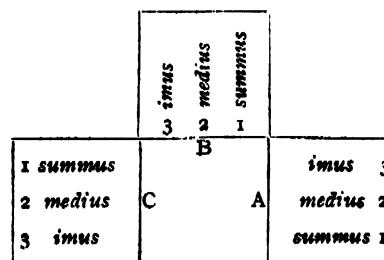 imus
3
medius
2
summus
1
B
1 summus
2 medius
3 imus
C
A
imus 3
medius 2
summus 1